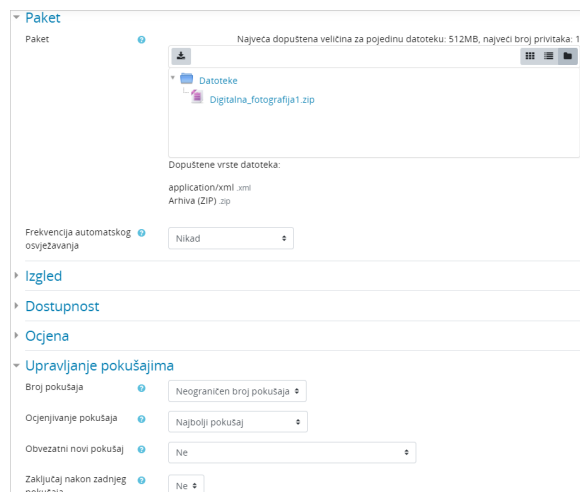 Paket
Paket
Najveća dopuštena veličina za pojedinu datoteku: 512MB, najveći broj privitaka: 1
Datoteke
Digitalna_fotografija1.zip
Dopuštene vrste datoteka:
application/xml .xml
Arhiva (ZIP) .zip
Frekvencija automatskog
osvježavanja
Nikad
Izgled
Dostupnost
Ocjena
Upravljanje pokušajima
Broj pokušaja
Neograničen broj pokušaja
Ocjenjivanje pokušaja
Najbolji pokušaj
Obvezatni novi pokušaj
Ne
Zaključaj nakon zadnjeg
pokušaja
Ne